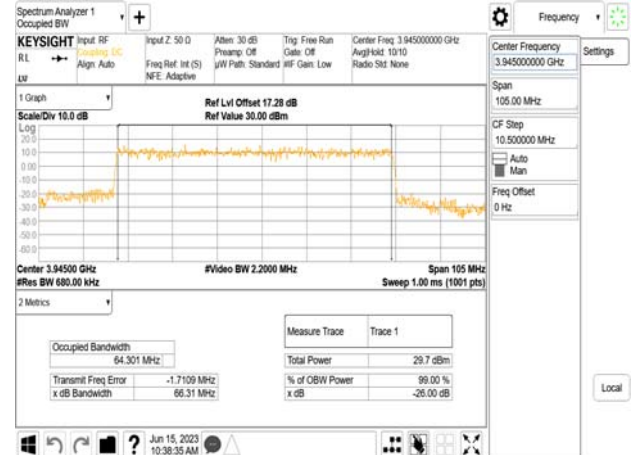 Spectrum Analyzer 1
Occupied BW
Frequency
KEYSIGHT
Input: RF
Coupling: DC
Align: Auto
RL
Input Z: 50 Ω
Freq Ref: Int (S)
NFE: Adaptive
Atten: 30 dB
Preamp: Off
µW Path: Standard
Trig: Free Run
Gate: Off
#IF Gain: Low
Center Freq: 3.945000000 GHz
Avg|Hold: 10/10
Radio Std: None
Center Frequency
3.945000000 GHz
Settings
Span
105.00 MHz
CF Step
10.500000 MHz
Auto
Man
Freq Offset
0 Hz
Local
1 Graph
Scale/Div 10.0 dB
Ref Lvl Offset 17.28 dB
Ref Value 30.00 dBm
Log
20.0
10.0
0.00
-10.0
-20.0
-30.0
-40.0
-50.0
-60.0
Center 3.94500 GHz
#Video BW 2.2000 MHz
Span 105 MHz
#Res BW 680.00 kHz
Sweep 1.00 ms (1001 pts)
2 Metrics
Measure Trace
Trace 1
Occupied Bandwidth
64.301 MHz
Total Power
29.7 dBm
Transmit Freq Error
-1.7109 MHz
% of OBW Power
99.00 %
x dB Bandwidth
66.31 MHz
x dB
-26.00 dB
?
Jun 15, 2023
10:38:35 AM